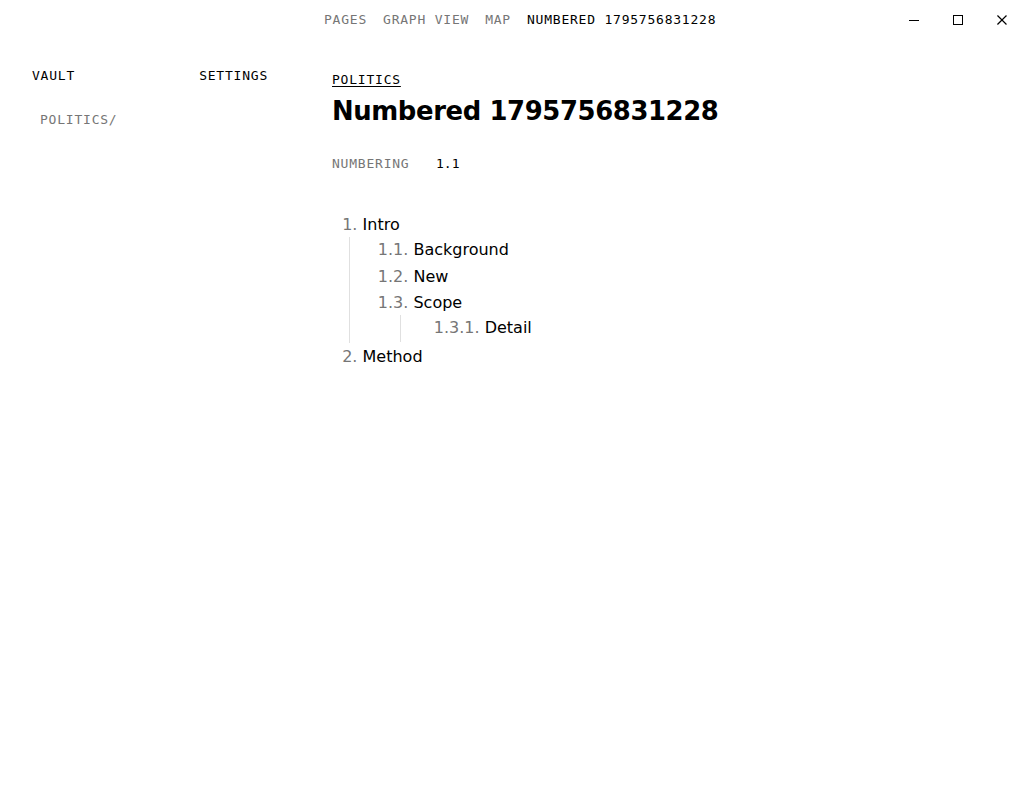 PAGES GRAPH VIEW MAP NUMBERED 1795756831228
VAULT SETTINGS
POLITICS/
POLITICS
Numbered 1795756831228
NUMBERING 1.1
1. Intro
1.1. Background
1.2. New
1.3. Scope
1.3.1. Detail
2. Method